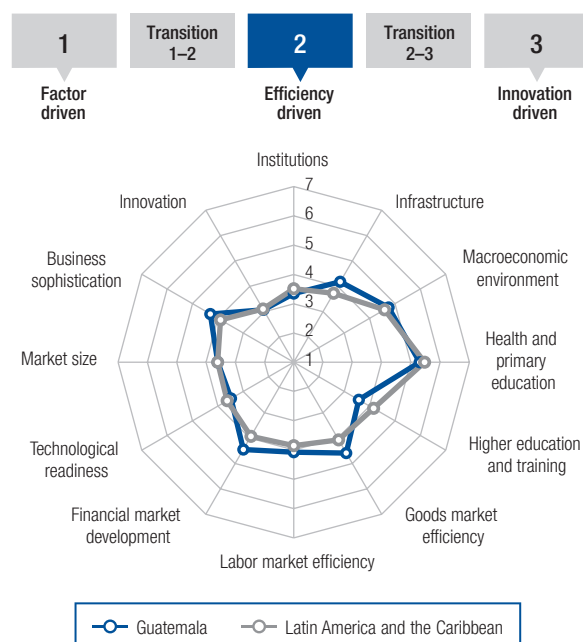 1
Transition
1–2
2
Transition
2–3
3
Factor
driven
Efficiency
driven
Innovation
driven
Institutions
7
6
5
4
3
2
1
Infrastructure
Macroeconomic
environment
Health and
primary
education
Higher education
and training
Goods market
efficiency
Labor market efficiency
Financial market
development
Technological
readiness
Market size
Business
sophistication
Innovation
Guatemala
Latin America and the Caribbean